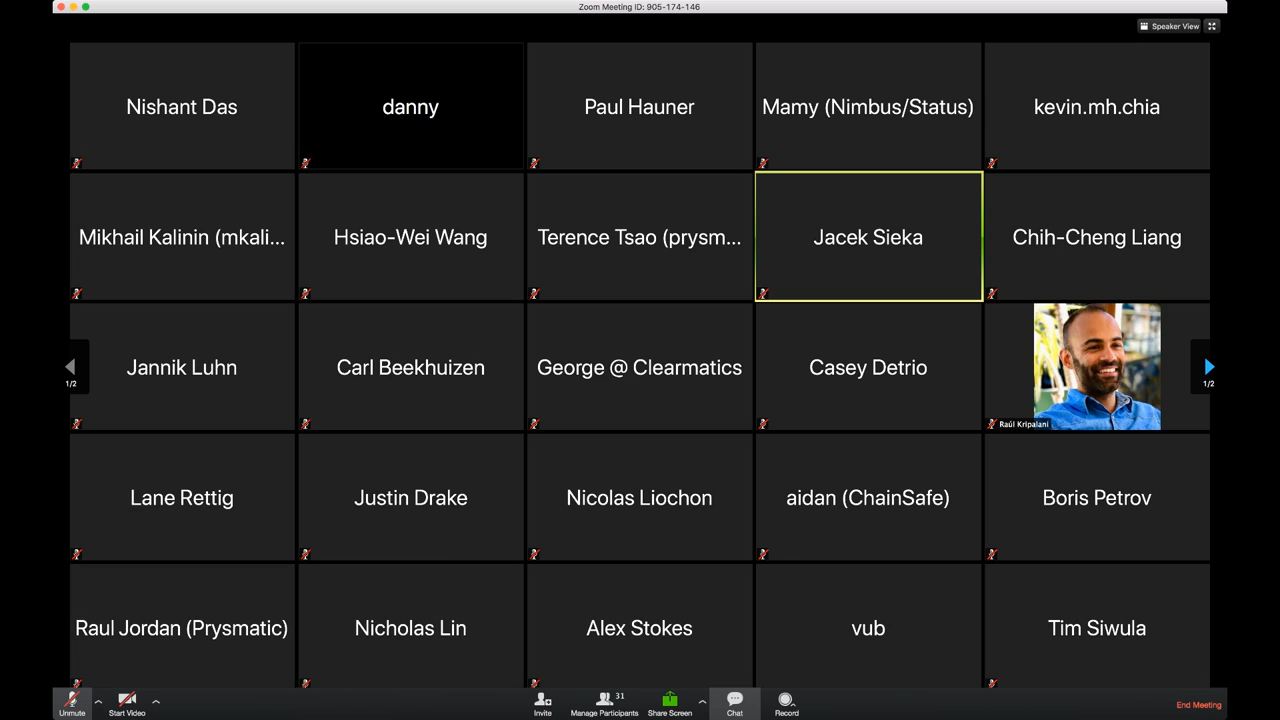 Zoom Meeting ID: 905-174-146
Speaker View
Nishant Das
danny
Paul Hauner
Mamy (Nimbus/Status)
kevin.mh.chia
Mikhail Kalinin (mkali...
Hsiao-Wei Wang
Terence Tsao (prysm...
Jacek Sieka
Chih-Cheng Liang
Jannik Luhn
Carl Beekhuizen
George @ Clearmatics
Casey Detrio
Raúl Kripalani
1/2
1/2
Lane Rettig
Justin Drake
Nicolas Liochon
aidan (ChainSafe)
Boris Petrov
Raul Jordan (Prysmatic)
Nicholas Lin
Alex Stokes
vub
Tim Siwula
Unmute
Start Video
Invite
31
Manage Participants
Share Screen
Chat
Record
End Meeting